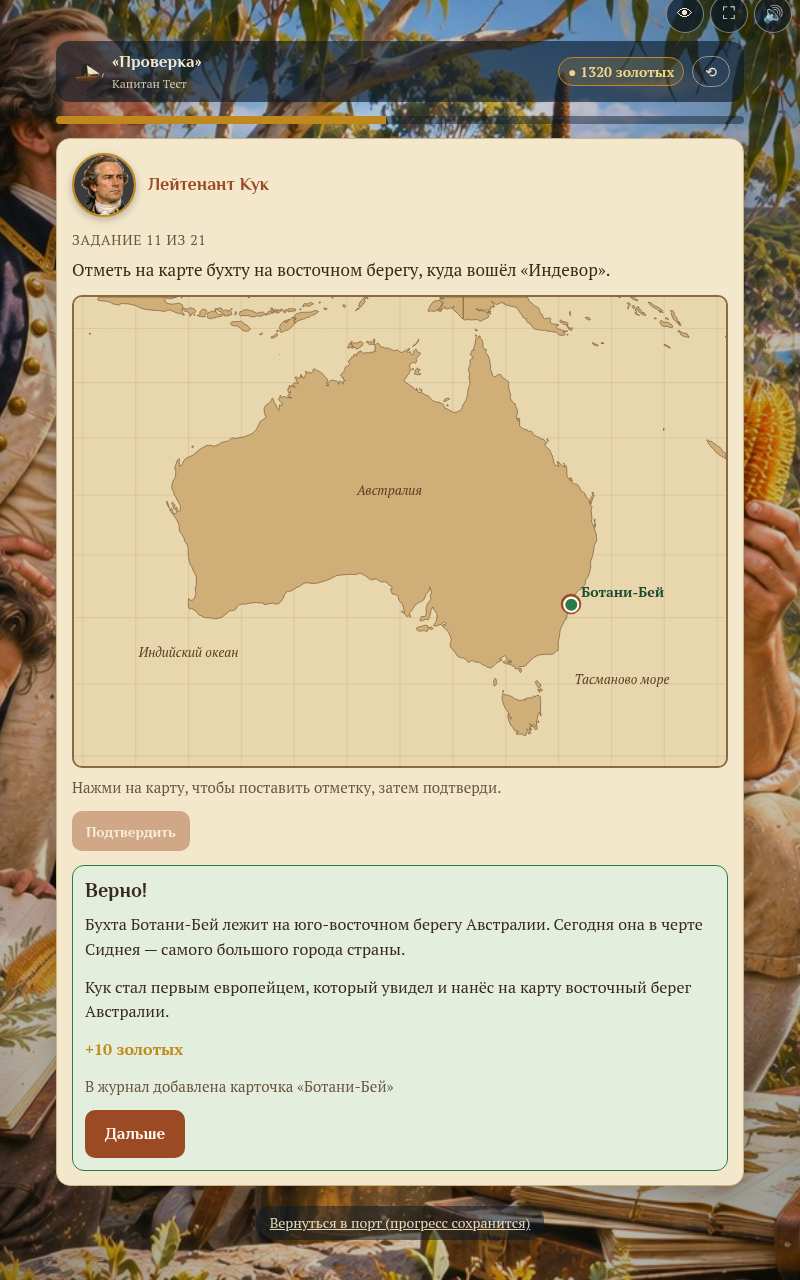 «Проверка»
Капитан Тест
● 1320 золотых
Лейтенант Кук
ЗАДАНИЕ 11 ИЗ 21
Отметь на карте бухту на восточном берегу, куда вошёл «Индевор».
Австралия
Ботани-Бей
Индийский океан
Тасманово море
Нажми на карту, чтобы поставить отметку, затем подтверди.
Подтвердить
Верно!
Бухта Ботани-Бей лежит на юго-восточном берегу Австралии. Сегодня она в черте
Сиднея — самого большого города страны.
Кук стал первым европейцем, который увидел и нанёс на карту восточный берег
Австралии.
+10 золотых
В журнал добавлена карточка «Ботани-Бей»
Дальше
Вернуться в порт (прогресс сохранится)